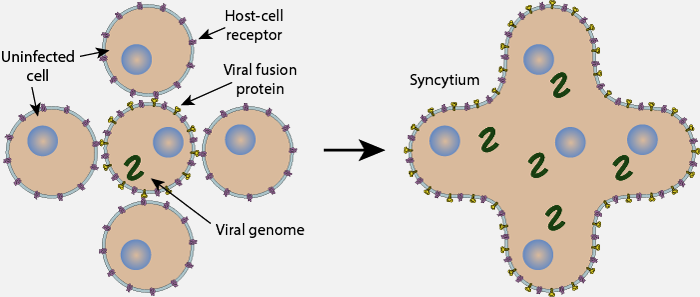 Host-cell
receptor
Uninfected
cell
Viral fusion
protein
Viral genome
Syncytium